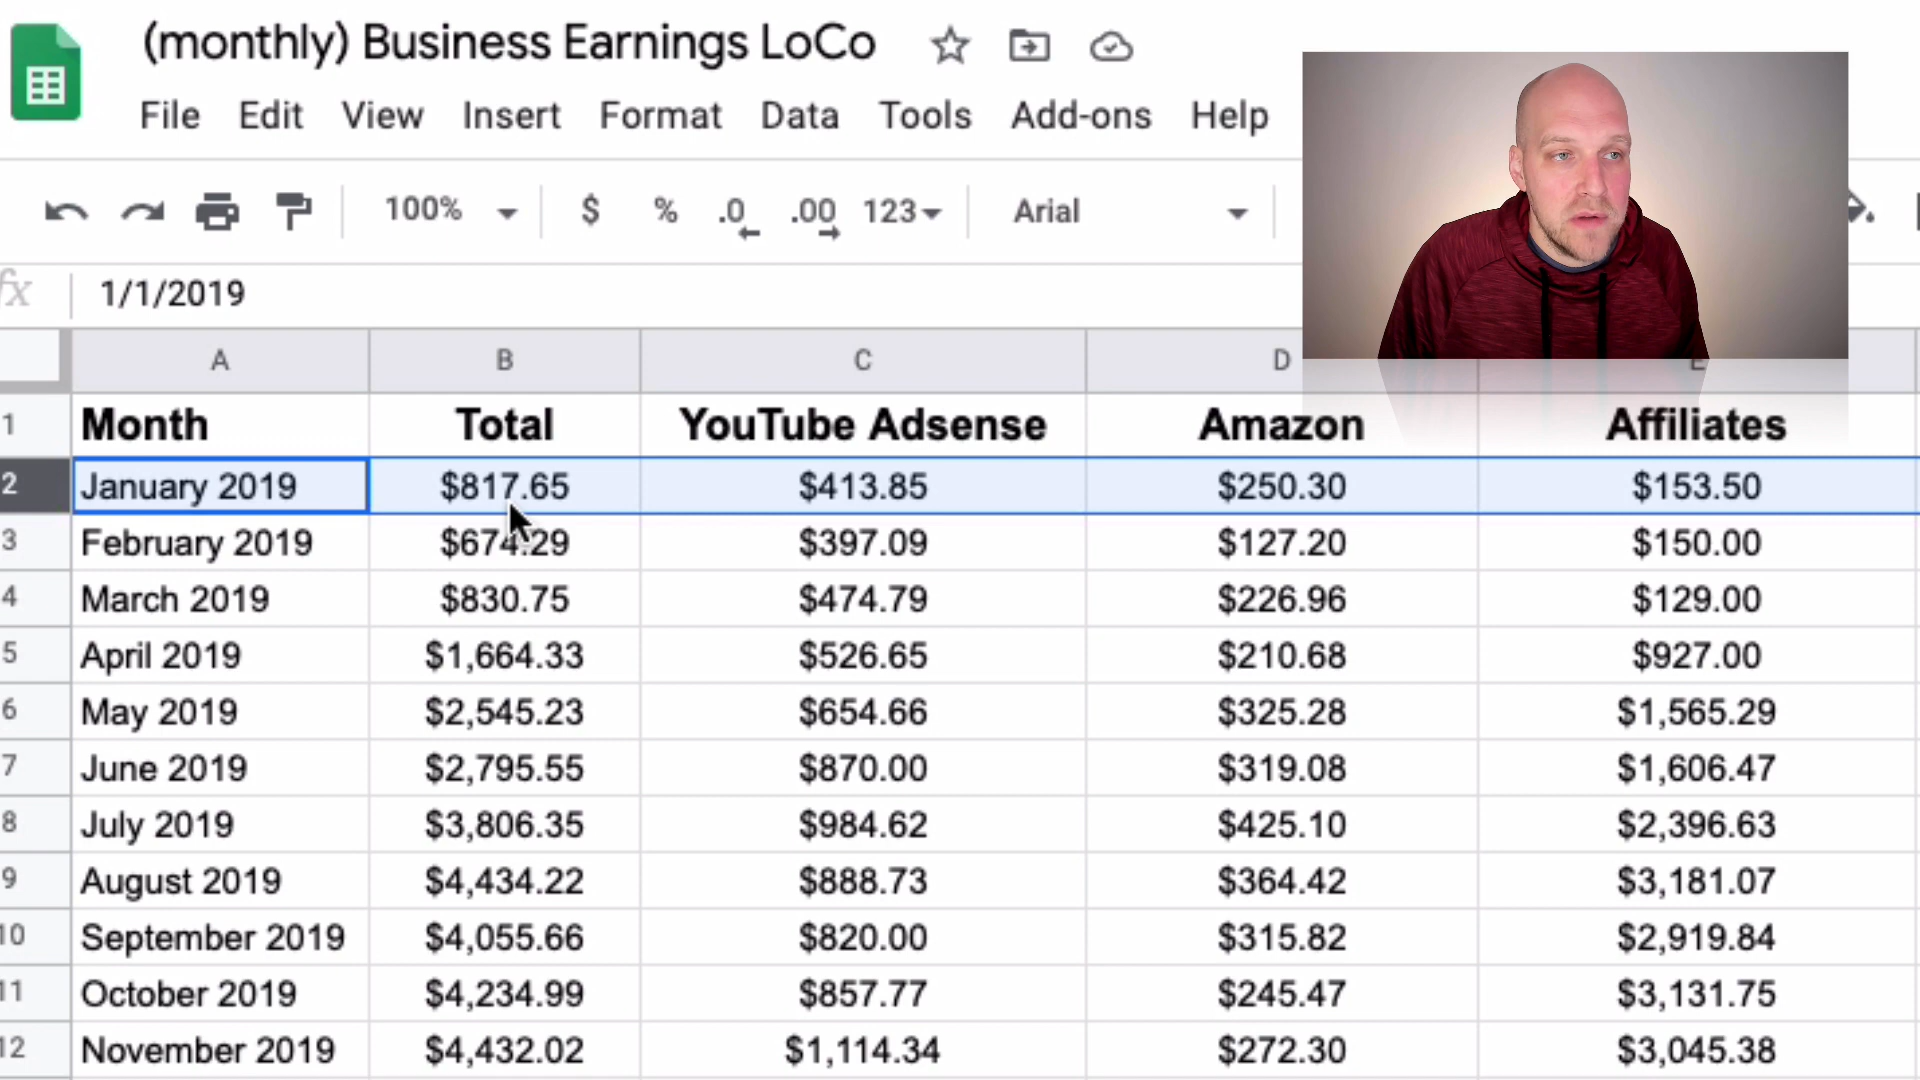 (monthly) Business Earnings LoCo
File Edit View Insert Format Data Tools Add-ons Help
100% $ % .0 .00 123 Arial
fx 1/1/2019
A B C D E
1 Month Total YouTube Adsense Amazon Affiliates
2 January 2019 $817.65 $413.85 $250.30 $153.50
3 February 2019 $674.29 $397.09 $127.20 $150.00
4 March 2019 $830.75 $474.79 $226.96 $129.00
5 April 2019 $1,664.33 $526.65 $210.68 $927.00
6 May 2019 $2,545.23 $654.66 $325.28 $1,565.29
7 June 2019 $2,795.55 $870.00 $319.08 $1,606.47
8 July 2019 $3,806.35 $984.62 $425.10 $2,396.63
9 August 2019 $4,434.22 $888.73 $364.42 $3,181.07
10 September 2019 $4,055.66 $820.00 $315.82 $2,919.84
11 October 2019 $4,234.99 $857.77 $245.47 $3,131.75
12 November 2019 $4,432.02 $1,114.34 $272.30 $3,045.38